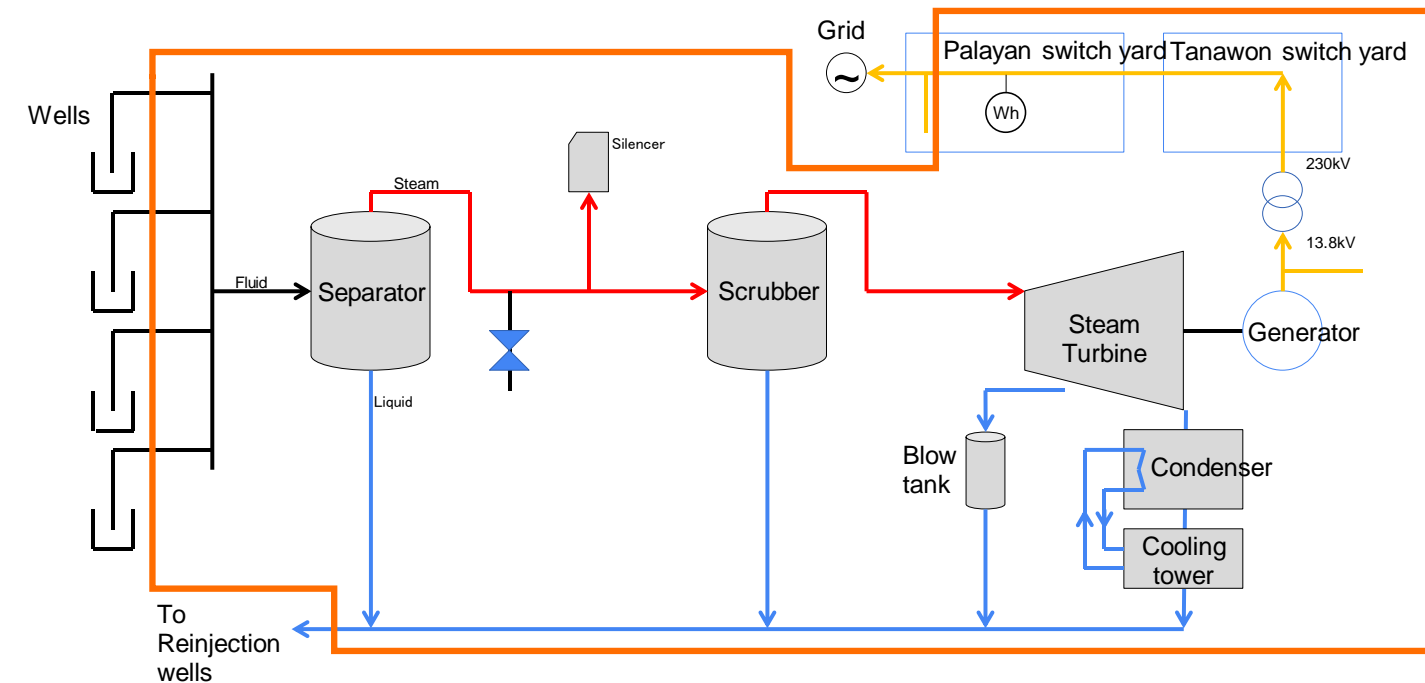 Grid
Palayan switch yard
Tanawon switch yard
~
Wells
Wh
Silencer
230kV
Steam
13.8kV
Fluid
Separator
Scrubber
Steam
Turbine
Generator
Liquid
Blow
tank
Condenser
Cooling
tower
To
Reinjection
wells